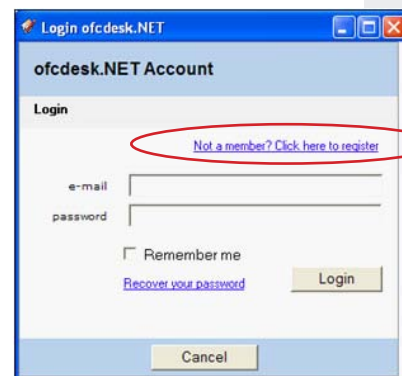 Login ofcdesk.NET
ofcdesk.NET Account
Login
Not a member? Click here to register
e-mail
password
Remember me
Recover your password
Login
Cancel